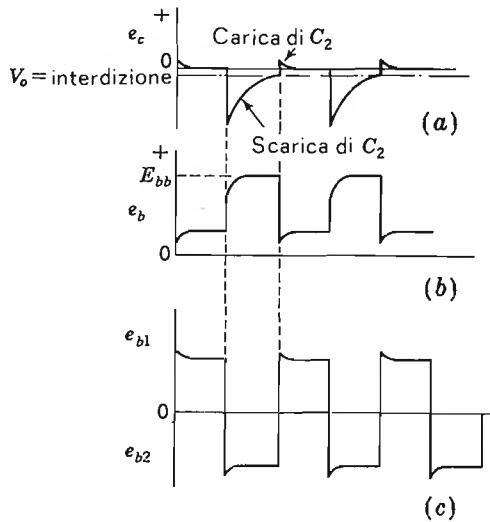 +
e_c
Carica di C_2
0
V_o = interdizione
(a)
Scarica di C_2
+
E_bb
e_b
0
(b)
e_b1
0
e_b2
(c)